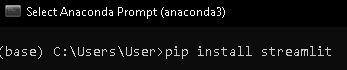 Select Anaconda Prompt (anaconda3)
(base) C:\Users\User>pip install streamlit